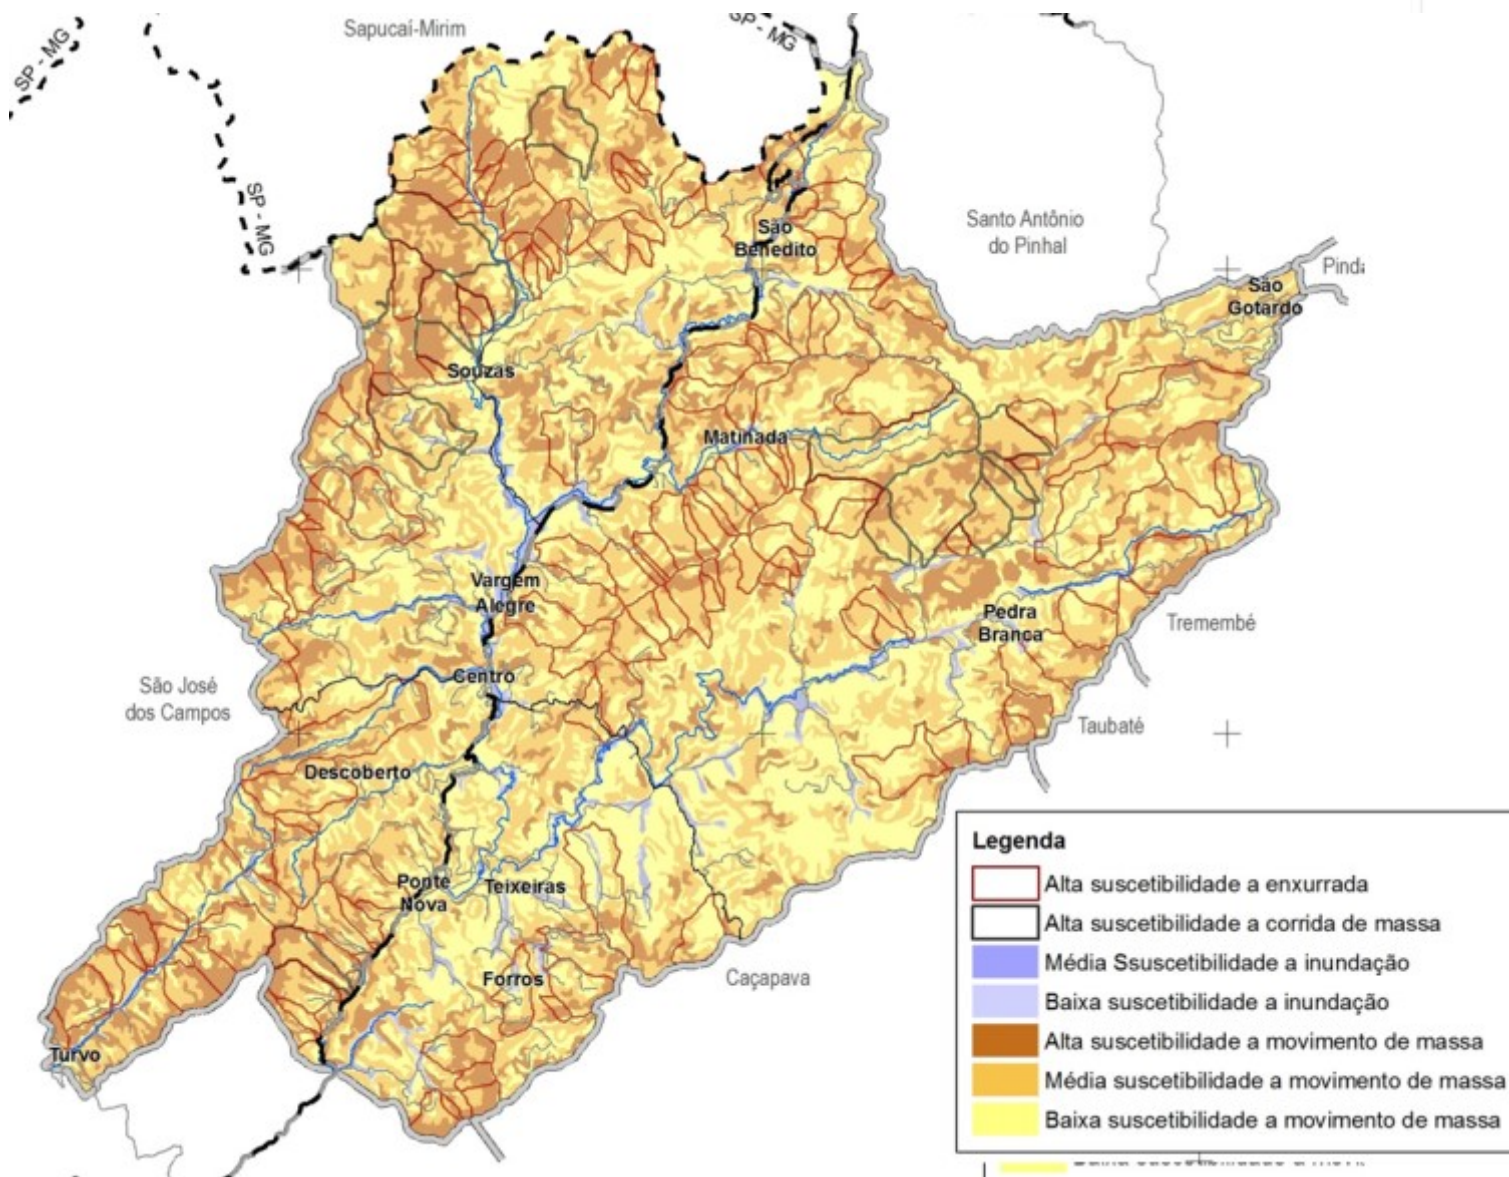 Sapucaí-Mirim
SP - MG
SP - MG
SP - MG
Santo Antônio
do Pinhal
São
Benedito
São
Gotardo
Souzas
Matinada
Vargem
Alegre
Pedra
Branca
Tremembé
Centro
São José
dos Campos
Taubaté
Descoberto
Ponte
Nova
Teixeiras
Forros
Caçapava
Turvo
Legenda
Alta suscetibilidade a enxurrada
Alta suscetibilidade a corrida de massa
Média Ssuscetibilidade a inundação
Baixa suscetibilidade a inundação
Alta suscetibilidade a movimento de massa
Média suscetibilidade a movimento de massa
Baixa suscetibilidade a movimento de massa